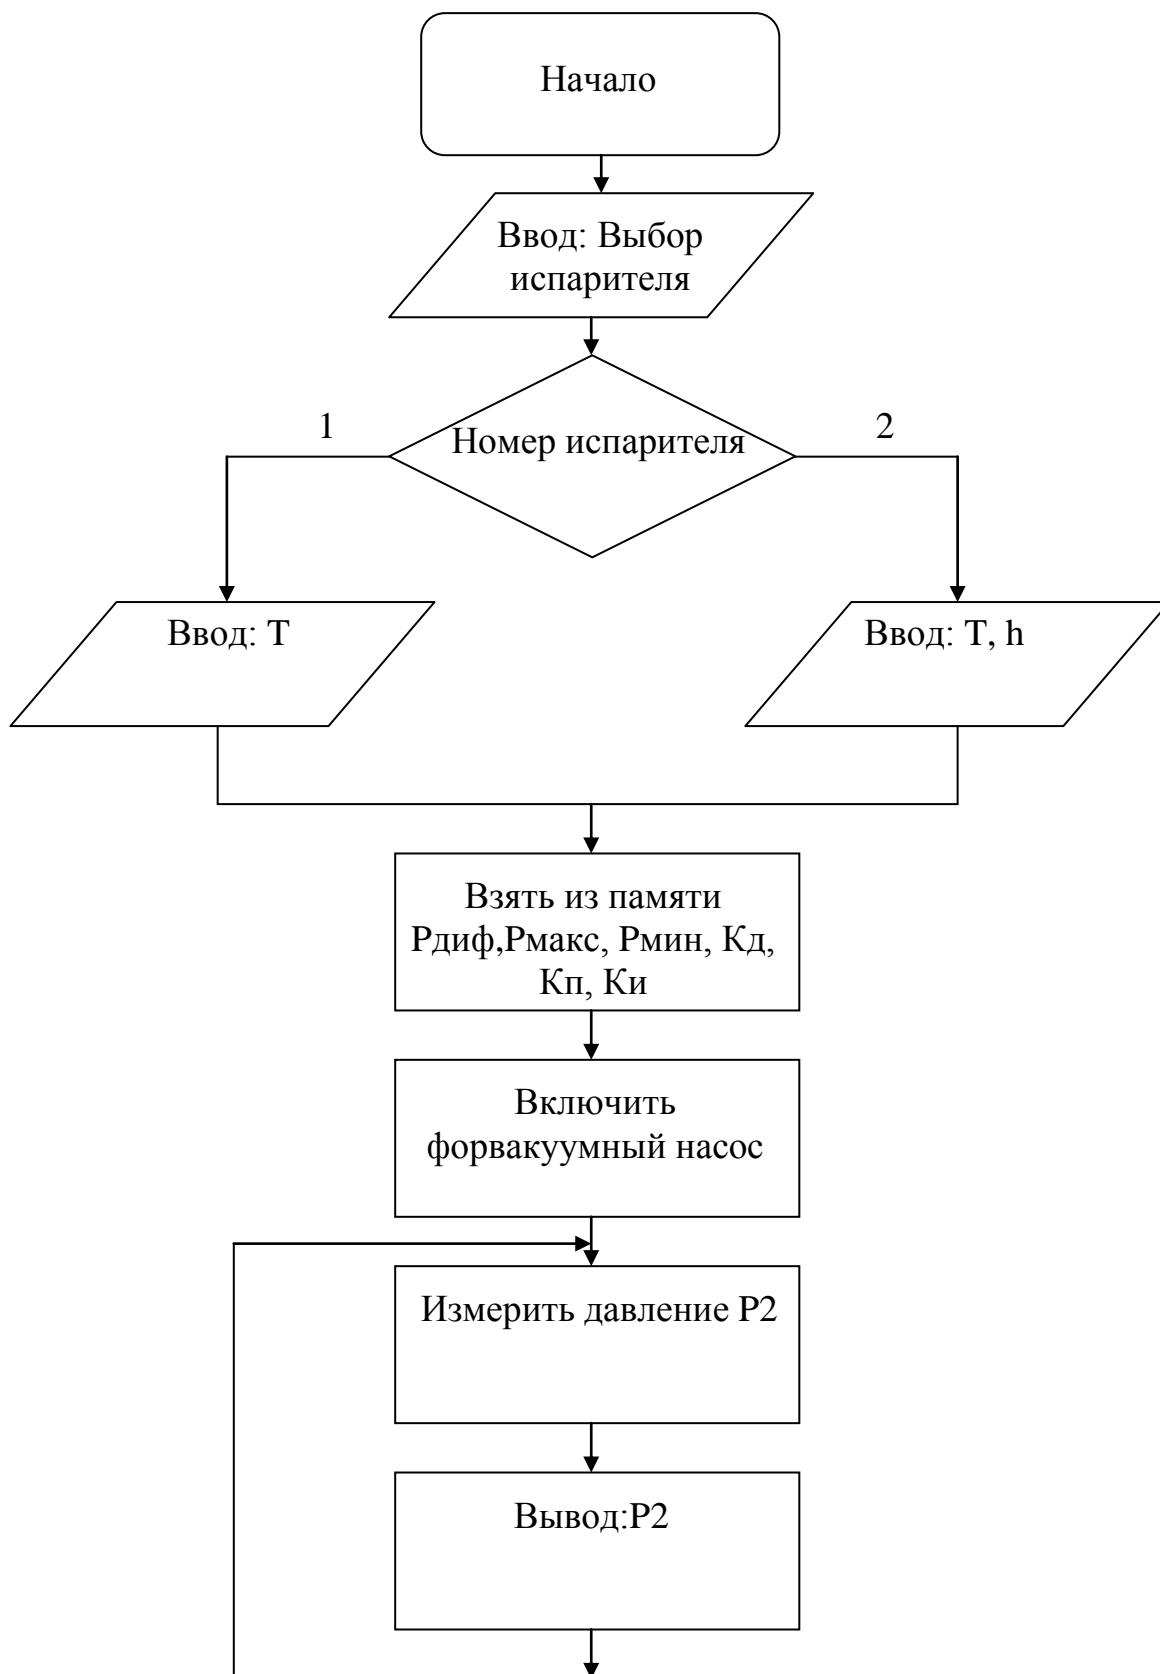 Начало
Ввод: Выбор
испарителя
1
Номер испарителя
2
Ввод: Т
Ввод: Т, h
Взять из памяти
Рдиф,Рмакс, Рмин, Кд,
Кп, Ки
Включить
форвакуумный насос
Измерить давление Р2
Вывод:Р2